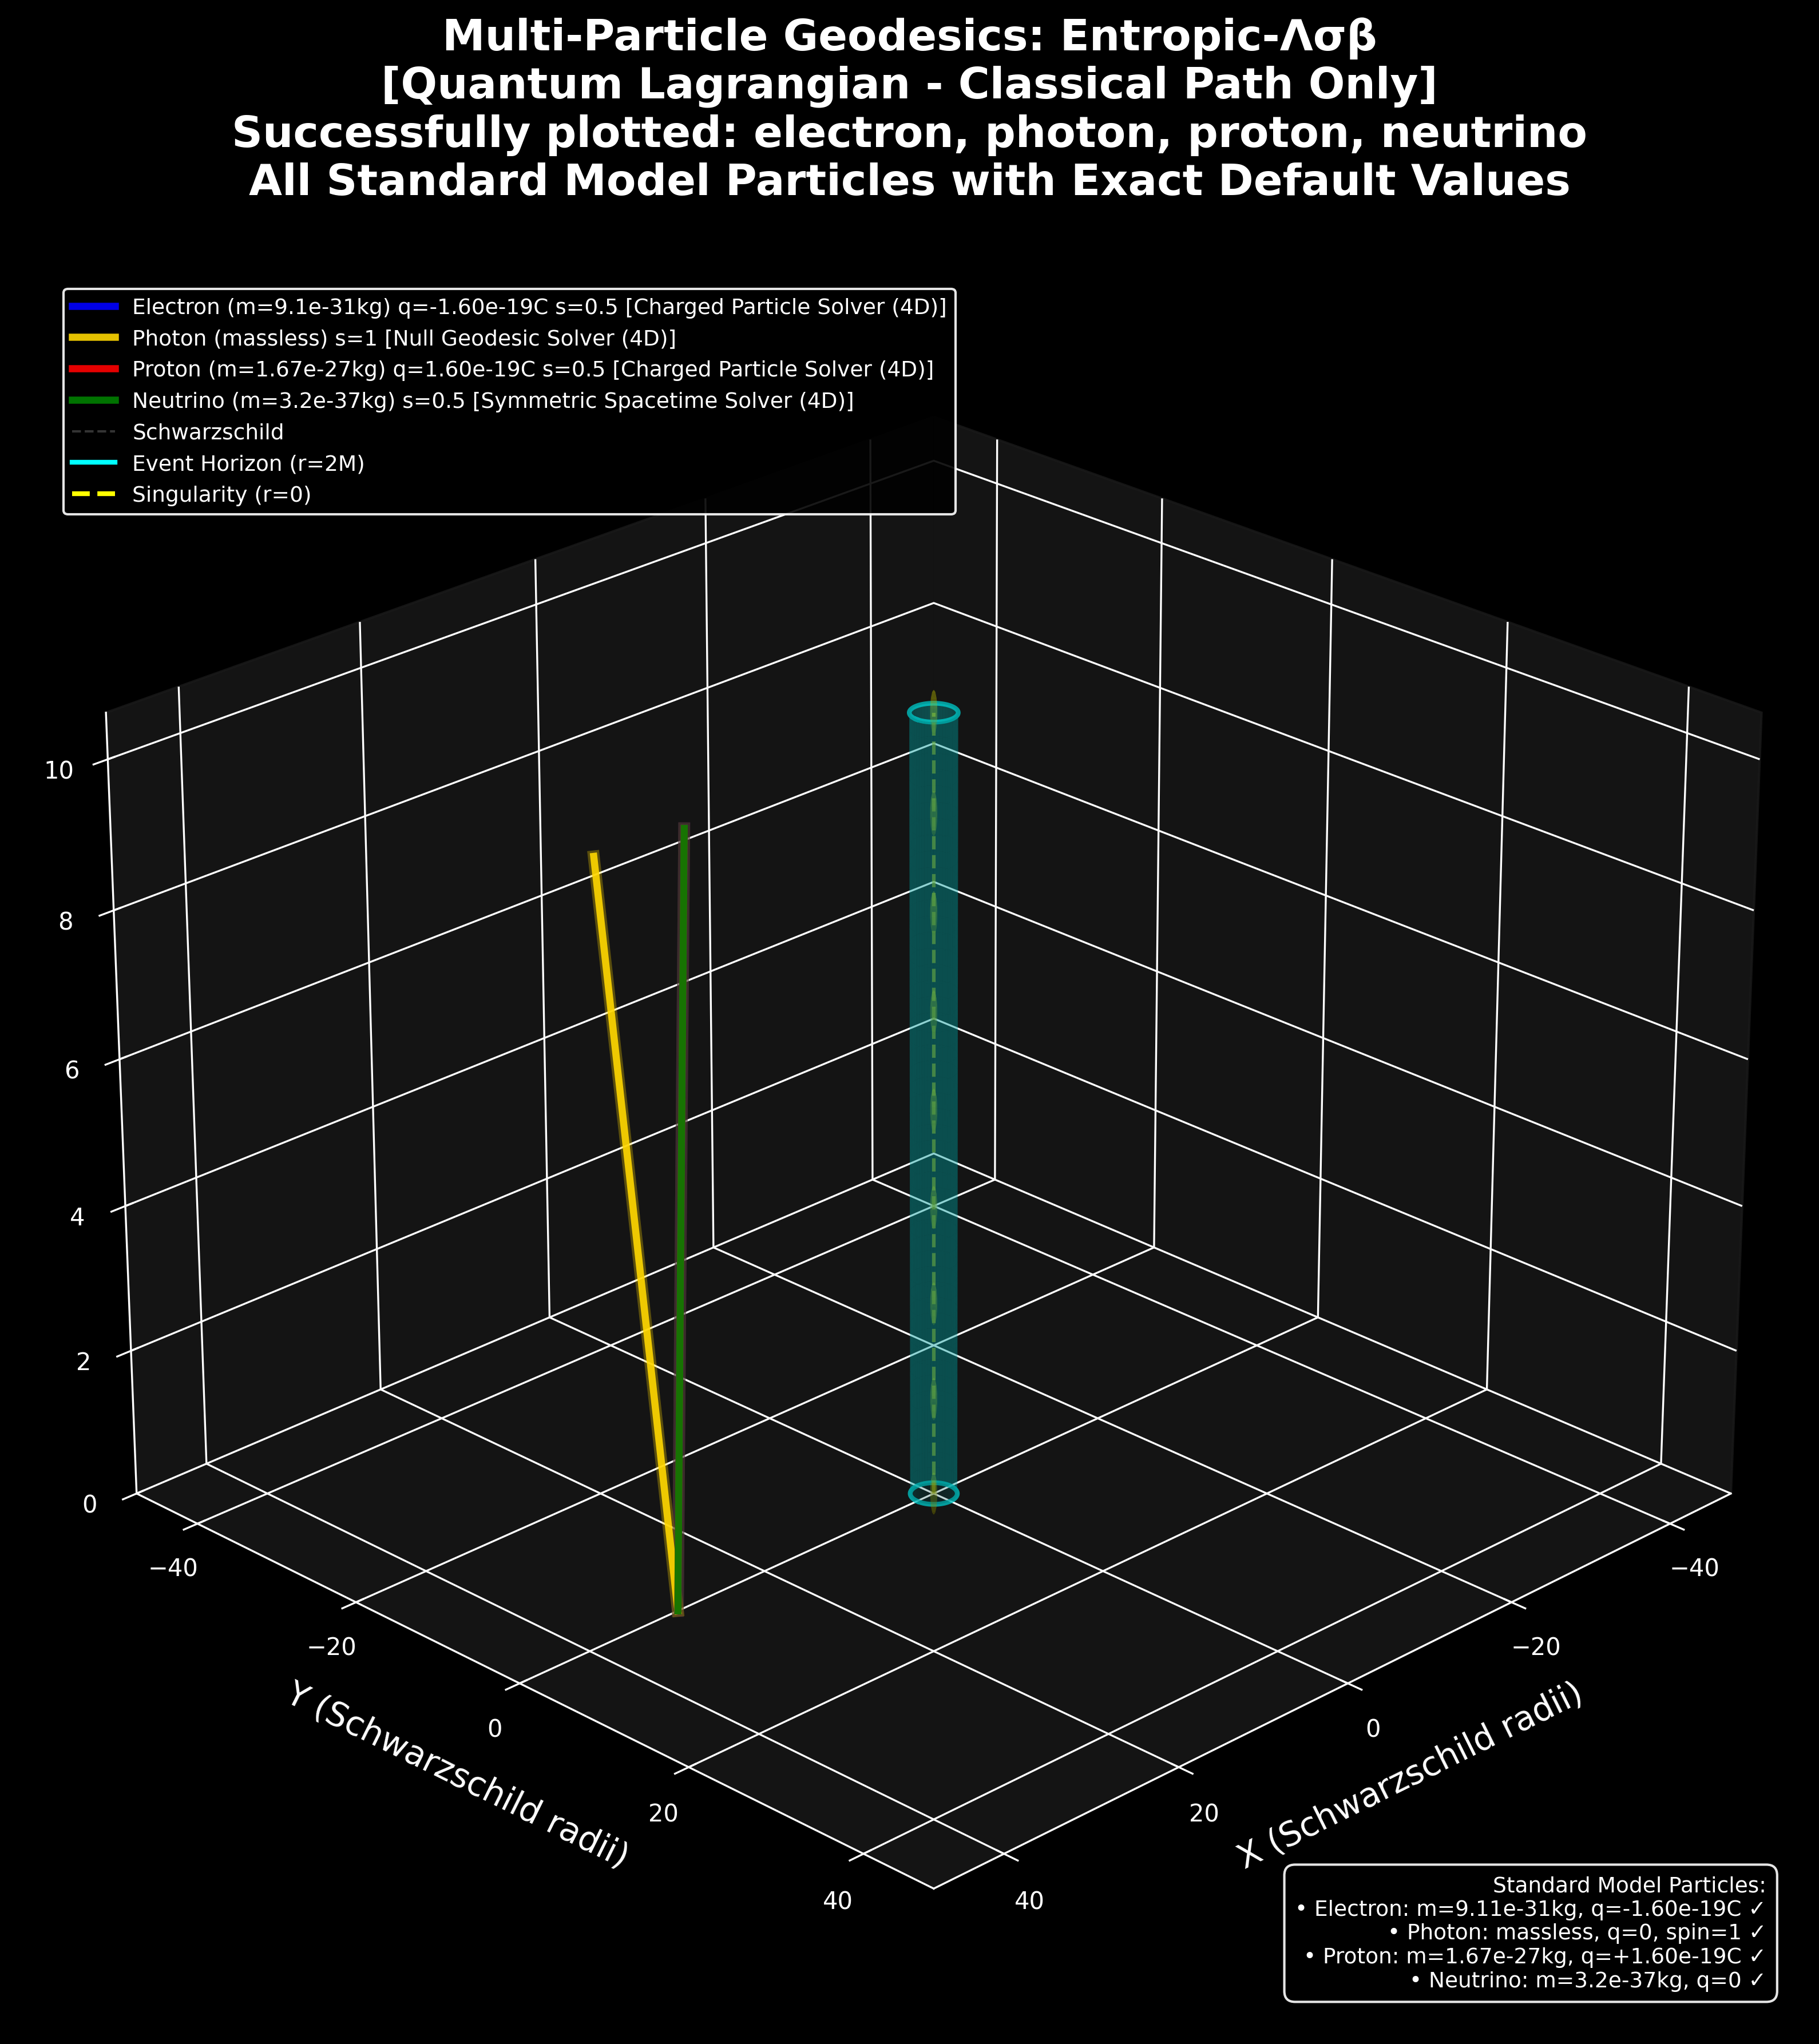 Multi-Particle Geodesics: Entropic-Λσβ
[Quantum Lagrangian - Classical Path Only]
Successfully plotted: electron, photon, proton, neutrino
All Standard Model Particles with Exact Default Values
Electron (m=9.1e-31kg) q=-1.60e-19C s=0.5 [Charged Particle Solver (4D)]
Photon (massless) s=1 [Null Geodesic Solver (4D)]
Proton (m=1.67e-27kg) q=1.60e-19C s=0.5 [Charged Particle Solver (4D)]
Neutrino (m=3.2e-37kg) s=0.5 [Symmetric Spacetime Solver (4D)]
Schwarzschild
Event Horizon (r=2M)
Singularity (r=0)
10
8
6
4
2
0
−40
−20
0
20
40
Y (Schwarzschild radii)
−40
−20
0
20
40
X (Schwarzschild radii)
Standard Model Particles:
• Electron: m=9.11e-31kg, q=-1.60e-19C ✓
• Photon: massless, q=0, spin=1 ✓
• Proton: m=1.67e-27kg, q=+1.60e-19C ✓
• Neutrino: m=3.2e-37kg, q=0 ✓